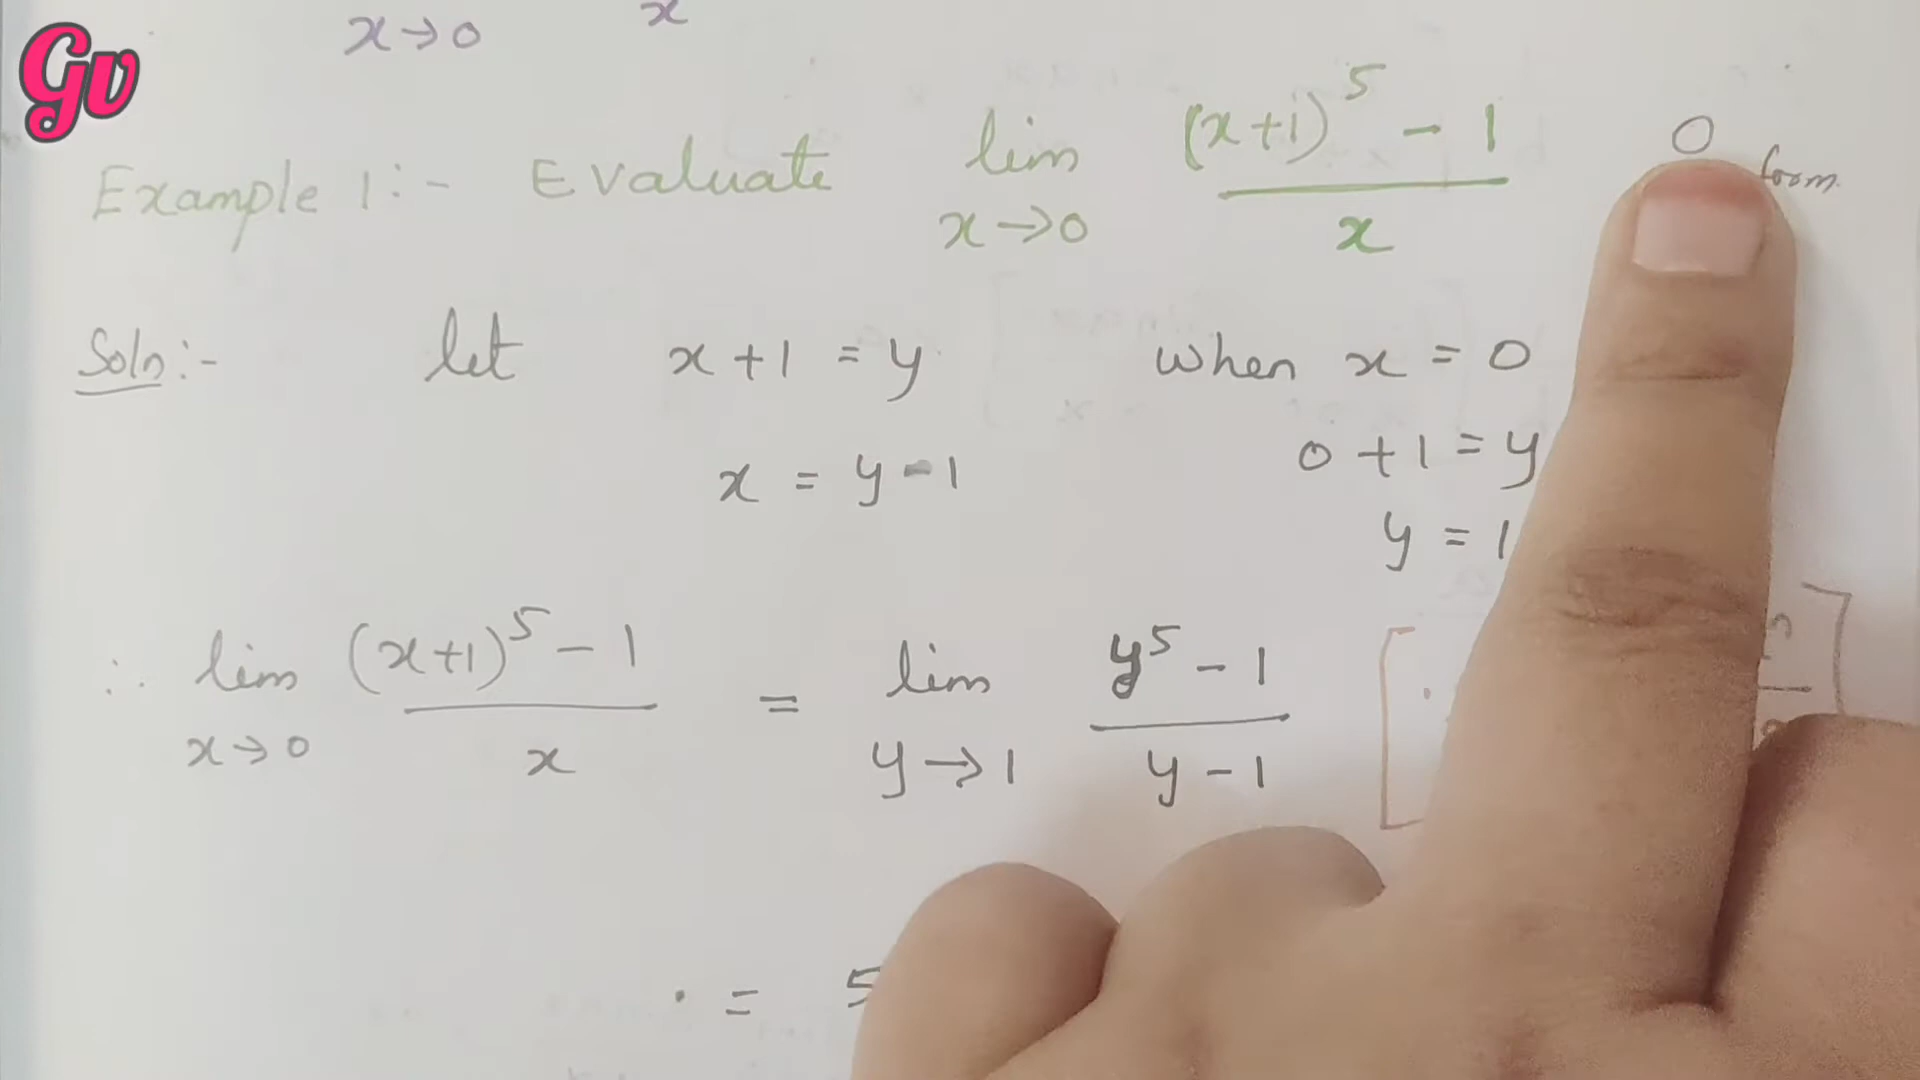 Gv
x→0 x
Example 1:- Evaluate lim x→0 (x+1)^5 - 1 / x 0 form
Soln:- let x+1 = y when x = 0
x = y-1 0+1 = y
y = 1
∴ lim x→0 (x+1)^5 - 1 / x = lim y→1 y^5 - 1 / y - 1 [
= 5